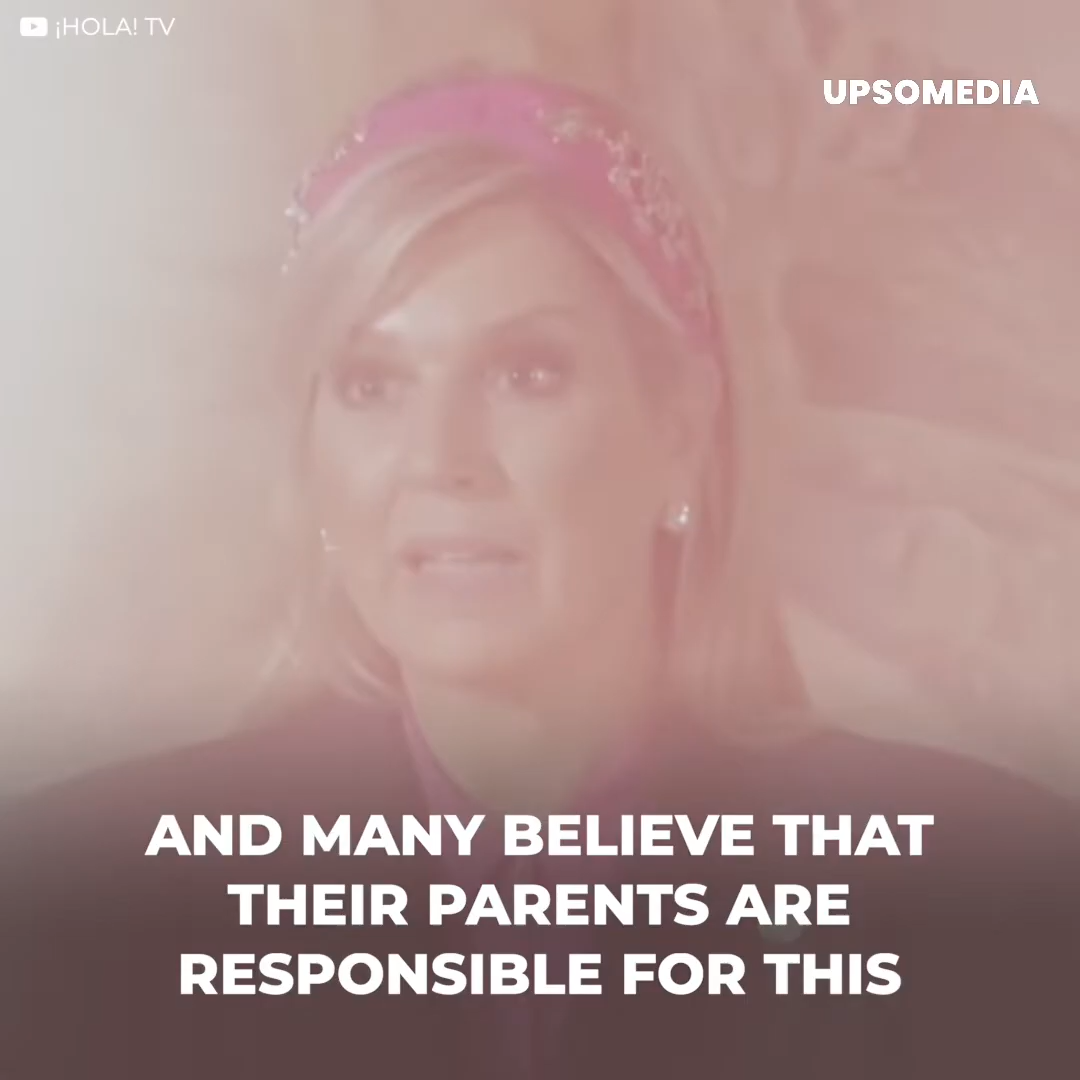 ¡HOLA! TV
UPSOMEDIA
AND MANY BELIEVE THAT
THEIR PARENTS ARE
RESPONSIBLE FOR THIS